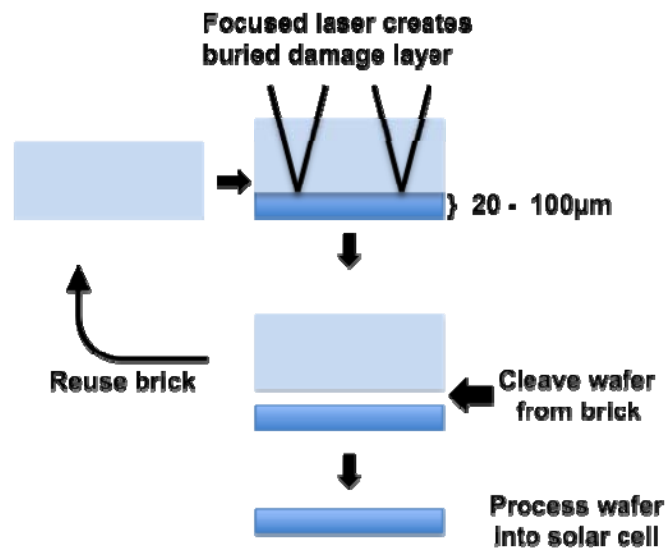 Focused laser creates
buried damage layer
} 20 - 100µm
Reuse brick
Cleave wafer
from brick
Process wafer
into solar cell